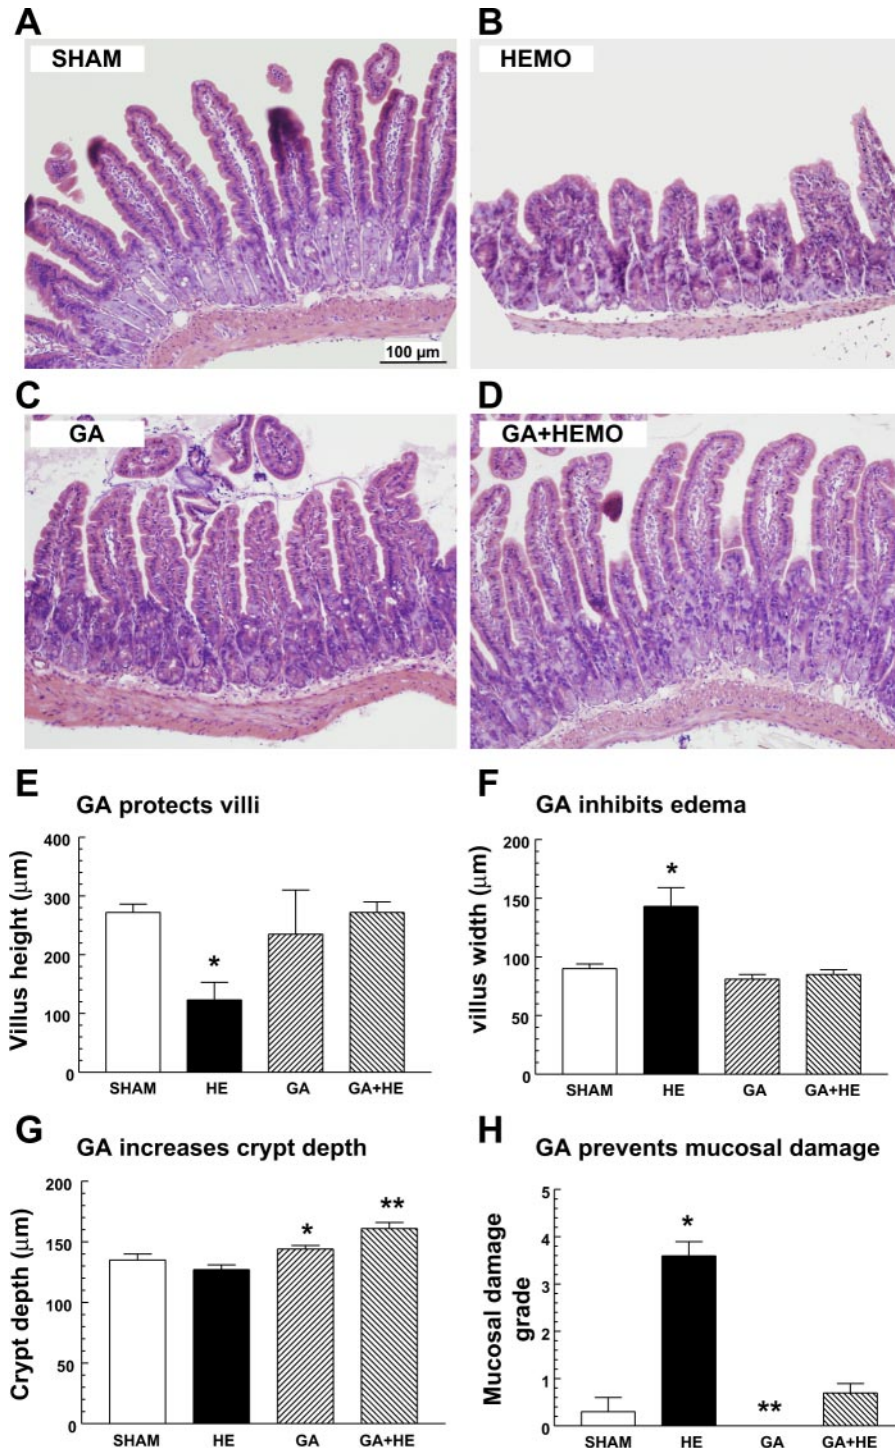 A
SHAM
100 µm
B
HEMO
C
GA
D
GA+HEMO
E
GA protects villi
Villus height (µm)
400
300
200
100
0
*
SHAM HE GA GA+HE
F
GA inhibits edema
villus width (µm)
200
150
100
50
0
*
SHAM HE GA GA+HE
G
GA increases crypt depth
Crypt depth (µm)
200
150
100
50
0
* **
SHAM HE GA GA+HE
H
GA prevents mucosal damage
Mucosal damage
grade
5
4
3
2
1
0
* **
SHAM HE GA GA+HE